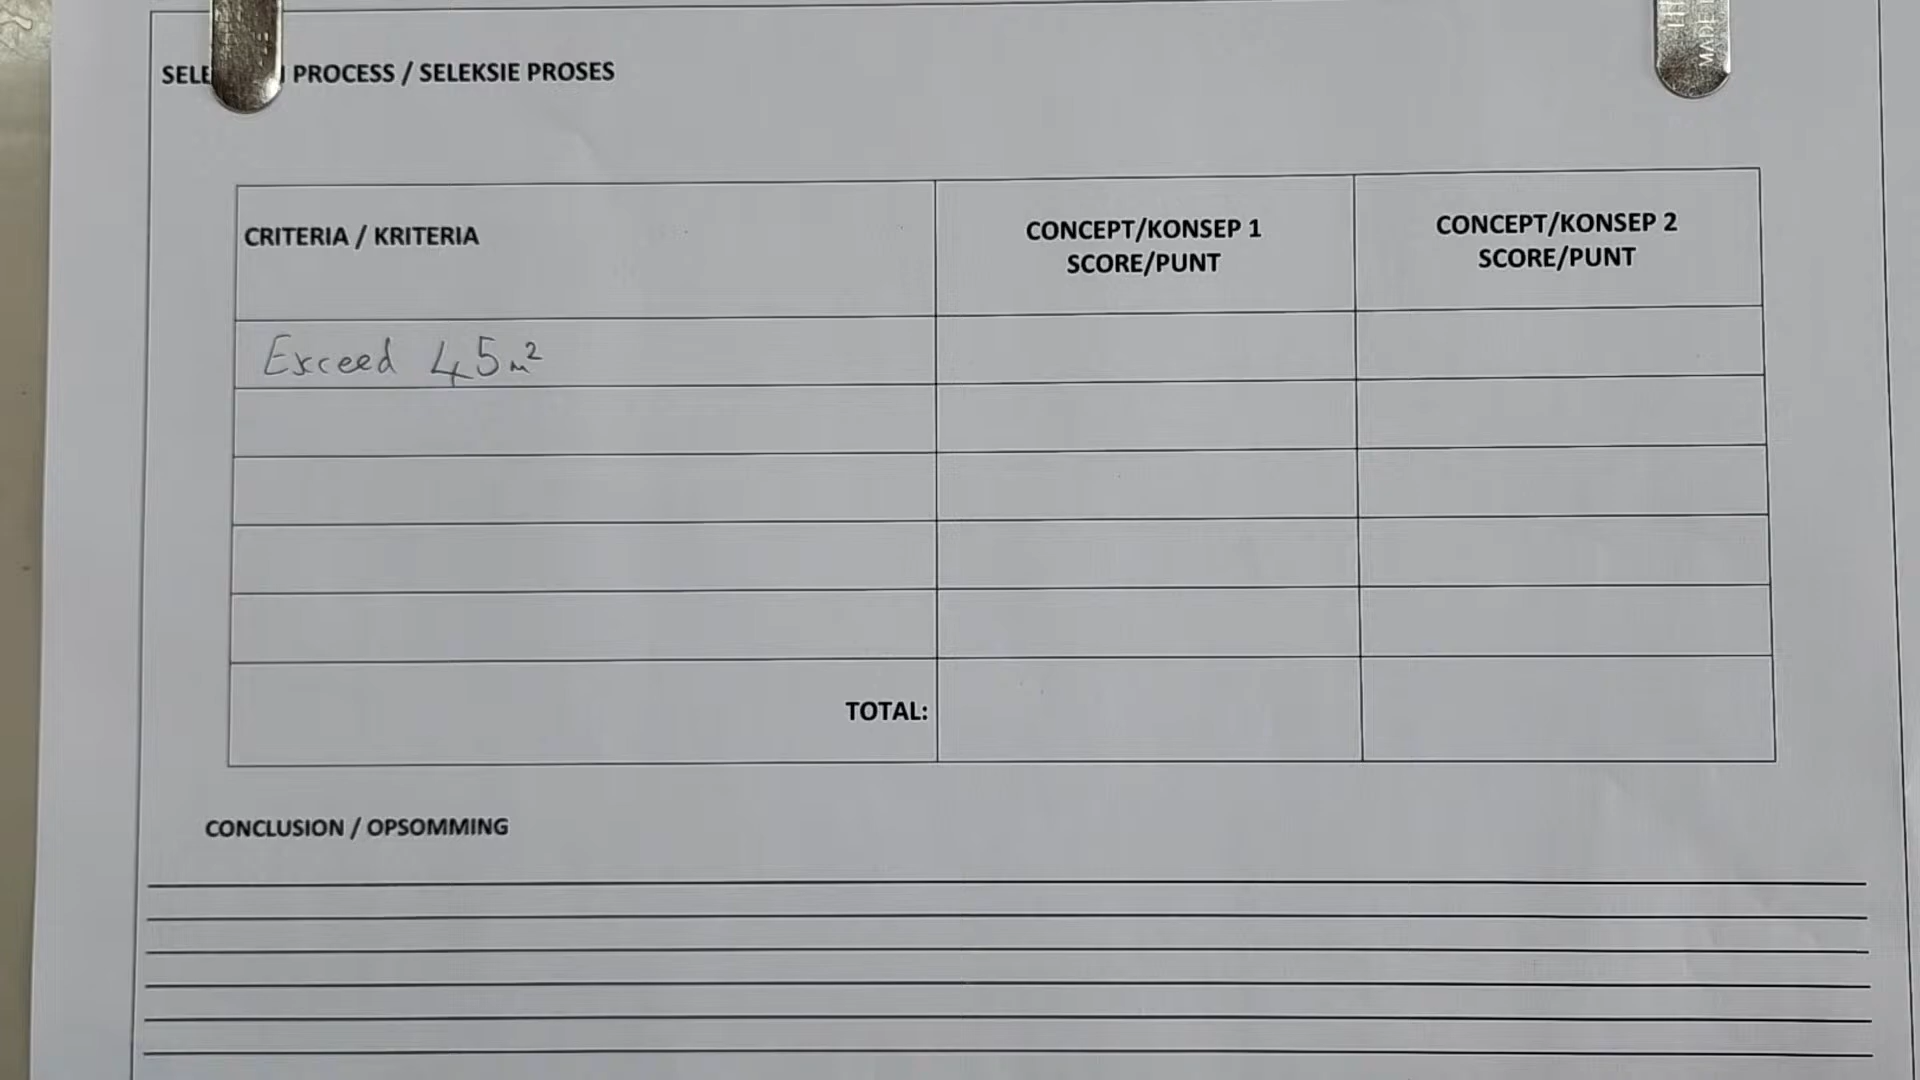 PROCESS / SELEKSIE PROSES
CRITERIA / KRITERIA
CONCEPT/KONSEP 1
SCORE/PUNT
CONCEPT/KONSEP 2
SCORE/PUNT
Exceed 45m²
TOTAL:
CONCLUSION / OPSOMMING
MADE